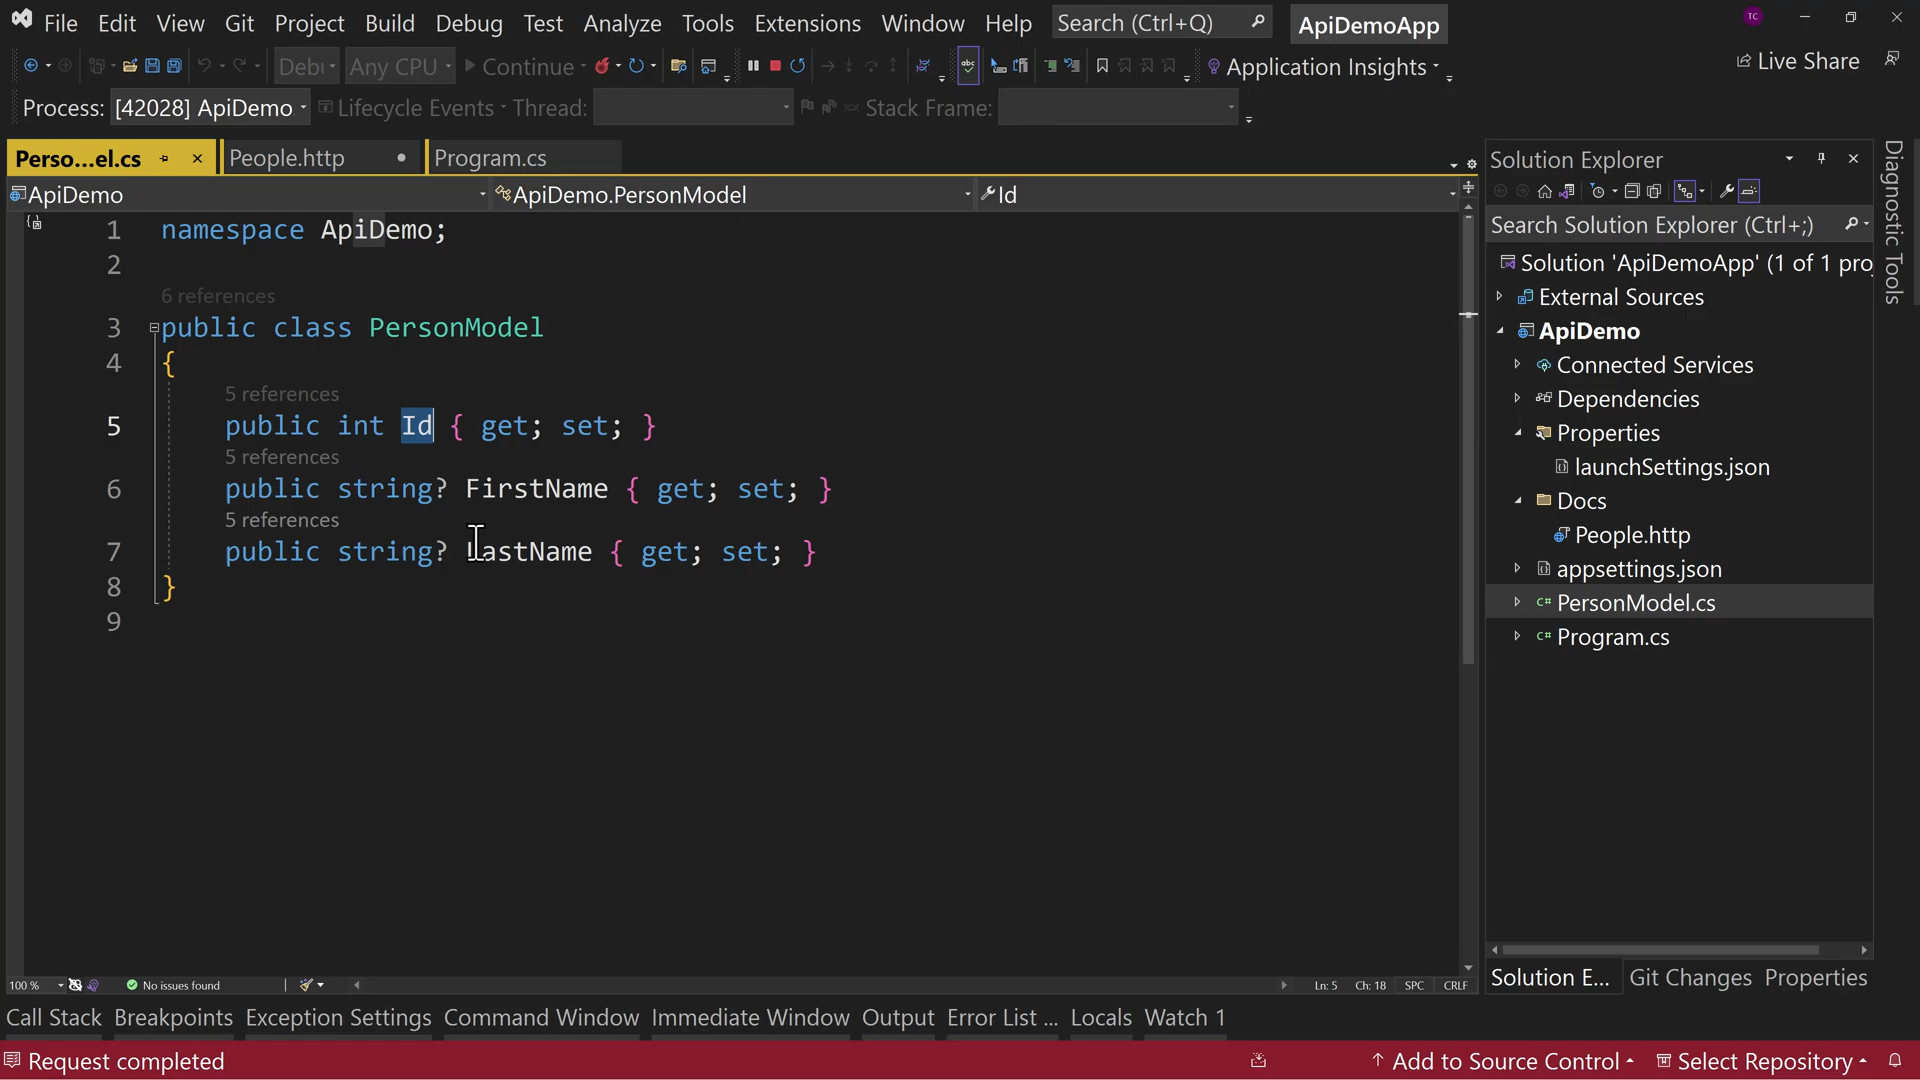 File Edit View Git Project Build Debug Test Analyze Tools Extensions Window Help Search (Ctrl+Q) ApiDemoApp
TC
Debu Any CPU Continue Application Insights Live Share
Process: [42028] ApiDemo Lifecycle Events Thread: Stack Frame:
Perso...el.cs People.http Program.cs
ApiDemo ApiDemo.PersonModel Id
1 namespace ApiDemo;
2
6 references
3 public class PersonModel
4 {
5 references
5 public int Id { get; set; }
5 references
6 public string? FirstName { get; set; }
5 references
7 public string? LastName { get; set; }
8 }
9
100 % No issues found Ln: 5 Ch: 18 SPC CRLF
Solution Explorer
Search Solution Explorer (Ctrl+;)
Solution 'ApiDemoApp' (1 of 1 pro
External Sources
ApiDemo
Connected Services
Dependencies
Properties
launchSettings.json
Docs
People.http
appsettings.json
C# PersonModel.cs
C# Program.cs
Solution E... Git Changes Properties
Diagnostic Tools
Call Stack Breakpoints Exception Settings Command Window Immediate Window Output Error List ... Locals Watch 1
Request completed Add to Source Control Select Repository